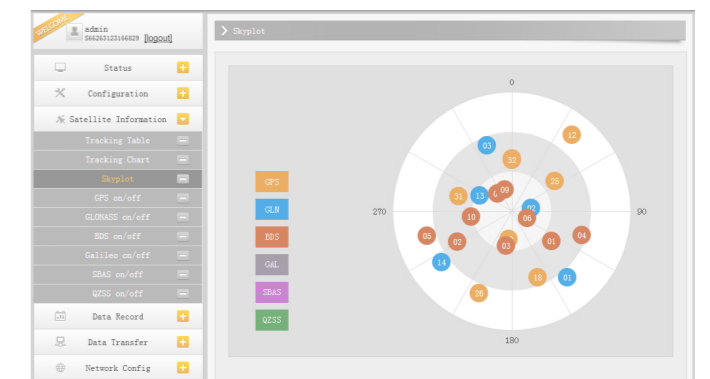 WELCOME
admin
S66263123166829 [logout]
Skyplot
Status
Configuration
Satellite Information
Tracking Table
Tracking Chart
Skyplot
GPS on/off
GLONASS on/off
BDS on/off
Galileo on/off
SBAS on/off
QZSS on/off
Data Record
Data Transfer
Network Config
GPS
GLN
BDS
GAL
SBAS
QZSS
0
12
03
32
25
09
31
13
02
270
90
10
06
05
04
02
01
03
14
18
01
26
180